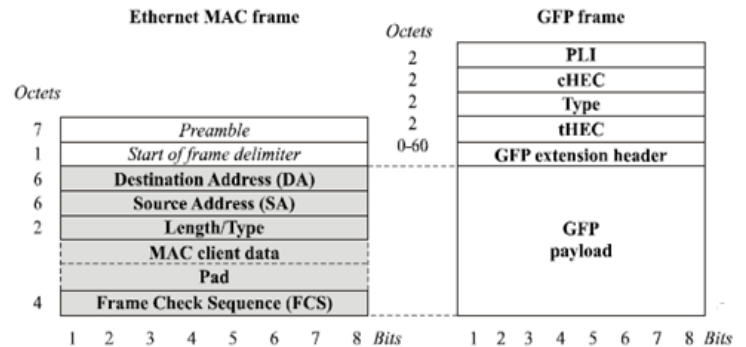 Ethernet MAC frame
Octets
7 Preamble
1 Start of frame delimiter
6 Destination Address (DA)
6 Source Address (SA)
2 Length/Type
MAC client data
Pad
4 Frame Check Sequence (FCS)
1 2 3 4 5 6 7 8 Bits
GFP frame
Octets
2 PLI
2 cHEC
2 Type
2 tHEC
0-60 GFP extension header
GFP
payload
1 2 3 4 5 6 7 8 Bits